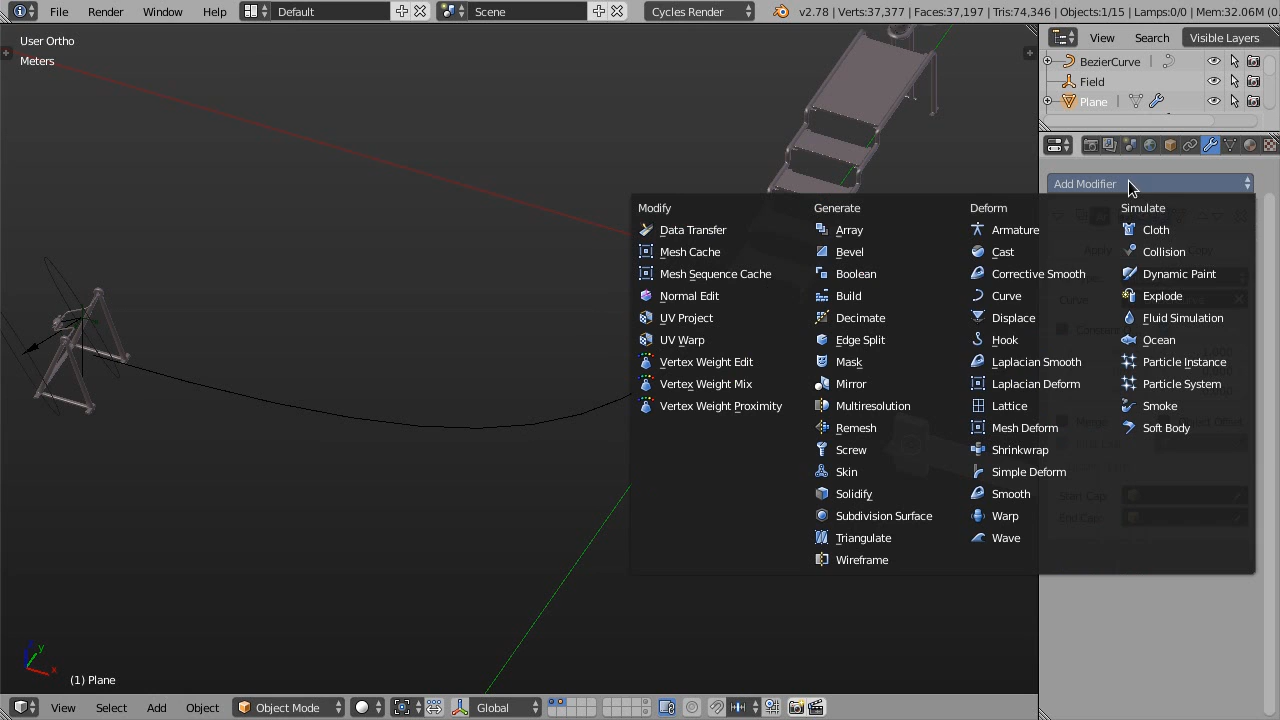 File Render Window Help Default Scene Cycles Render v2.78 | Verts:37,377 | Faces:37,197 | Tris:74,346 | Objects:1/15 | Lamps:0/0 | Mem:32.06M (0
User Ortho
Meters
View Search Visible Layers
BezierCurve
Field
Plane
Add Modifier
Modify
Data Transfer
Mesh Cache
Mesh Sequence Cache
Normal Edit
UV Project
UV Warp
Vertex Weight Edit
Vertex Weight Mix
Vertex Weight Proximity
Generate
Array
Bevel
Boolean
Build
Decimate
Edge Split
Mask
Mirror
Multiresolution
Remesh
Screw
Skin
Solidify
Subdivision Surface
Triangulate
Wireframe
Deform
Armature
Cast
Corrective Smooth
Curve
Displace
Hook
Laplacian Smooth
Laplacian Deform
Lattice
Mesh Deform
Shrinkwrap
Simple Deform
Smooth
Warp
Wave
Simulate
Cloth
Collision
Dynamic Paint
Explode
Fluid Simulation
Ocean
Particle Instance
Particle System
Smoke
Soft Body
Curve
Merge
Start Cap:
End Cap:
y
x
(1) Plane
View Select Add Object Object Mode Global